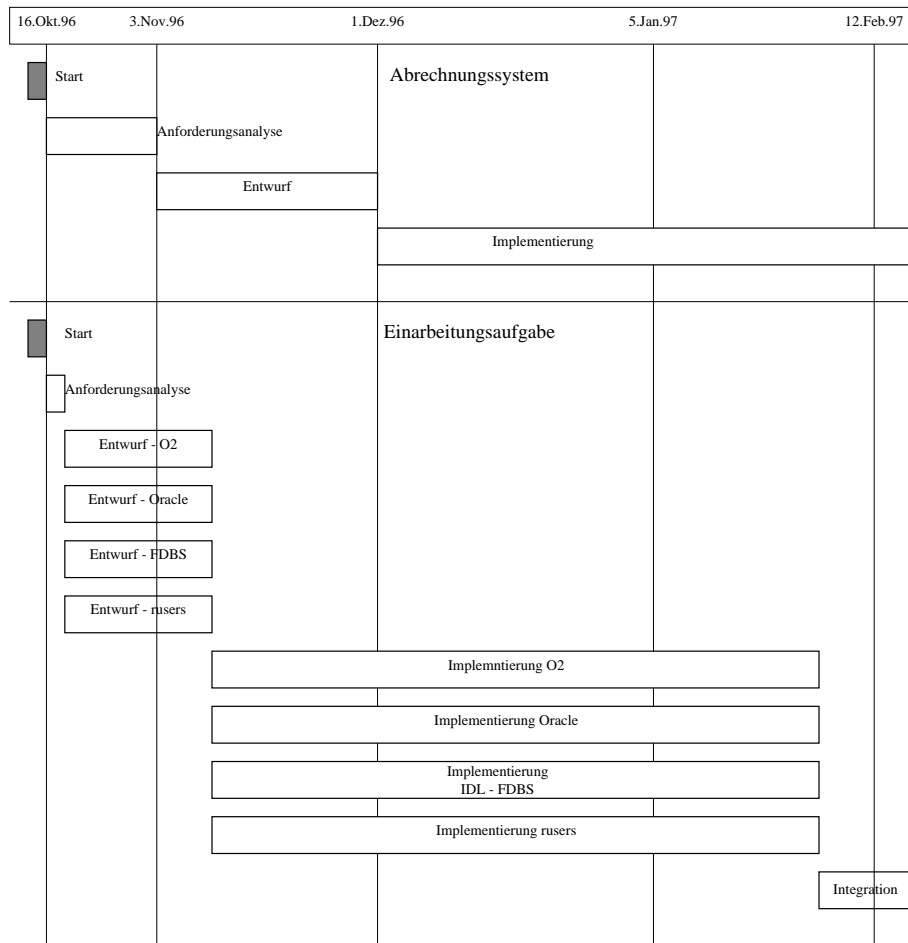 16.Okt.96 3.Nov.96 1.Dez.96 5.Jan.97 12.Feb.97
Start
Abrechnungssystem
Anforderungsanalyse
Entwurf
Implementierung
Start
Einarbeitungsaufgabe
Anforderungsanalyse
Entwurf - O2
Entwurf - Oracle
Entwurf - FDBS
Entwurf - rusers
Implemntierung O2
Implementierung Oracle
Implementierung
IDL - FDBS
Implementierung rusers
Integration